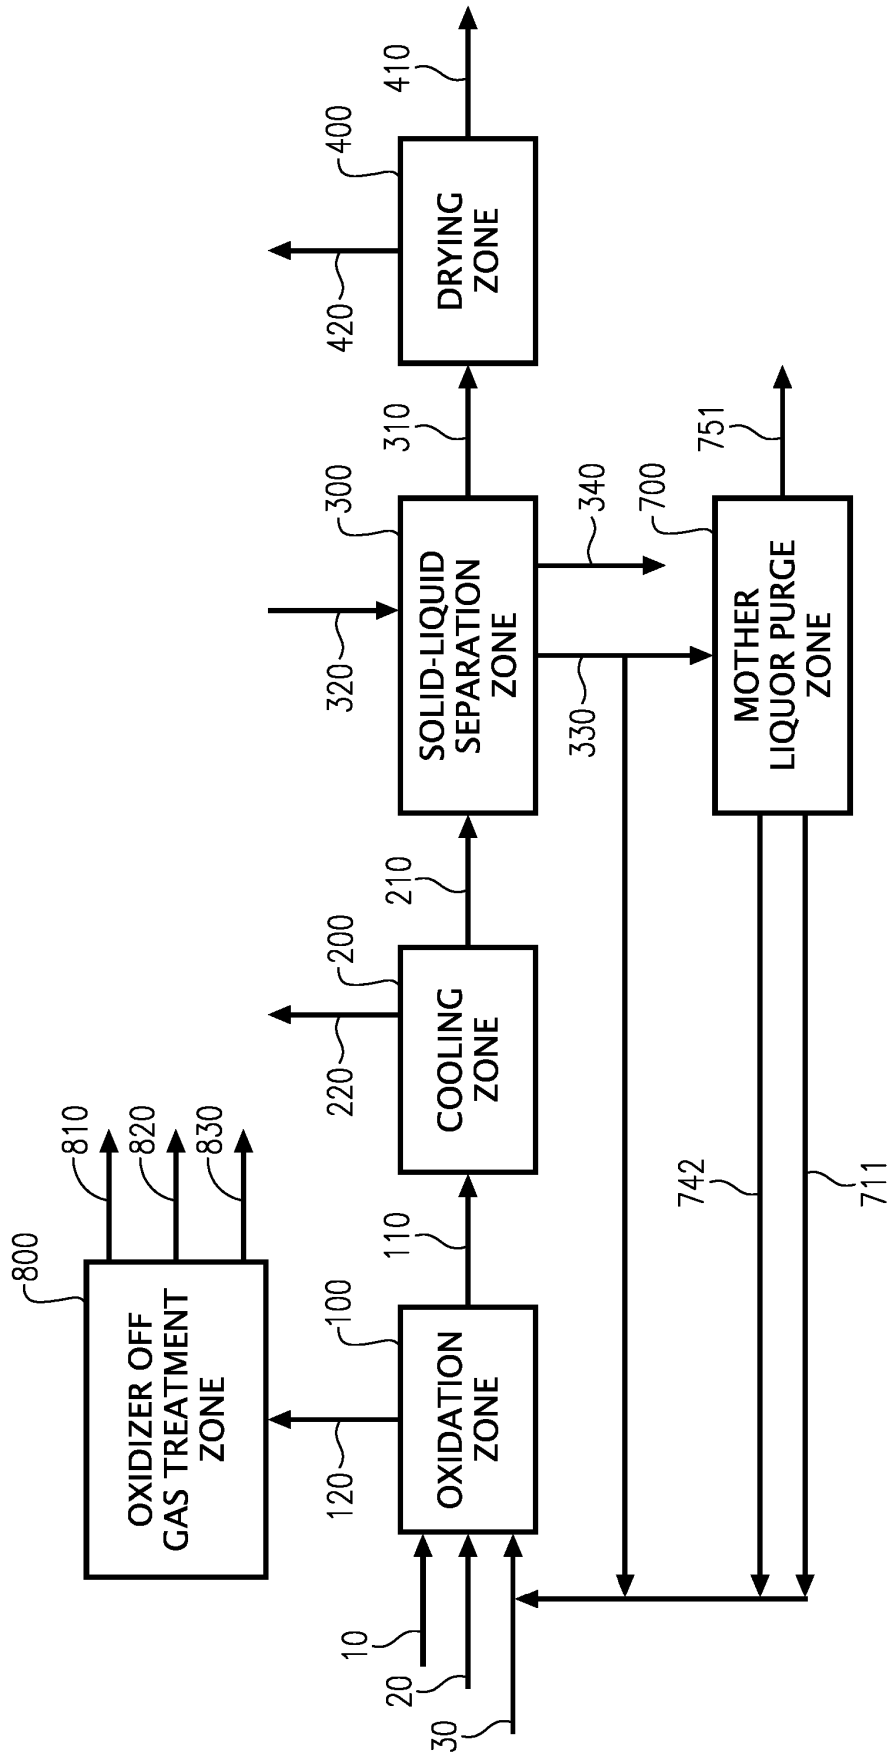 800
OXIDIZER OFF
GAS TREATMENT
ZONE
810
820
830
120
220
320
420
100
OXIDATION
ZONE
10
20
30
110
200
COOLING
ZONE
210
300
SOLID-LIQUID
SEPARATION
ZONE
310
400
DRYING
ZONE
410
330
340
700
MOTHER
LIQUOR PURGE
ZONE
751
742
711